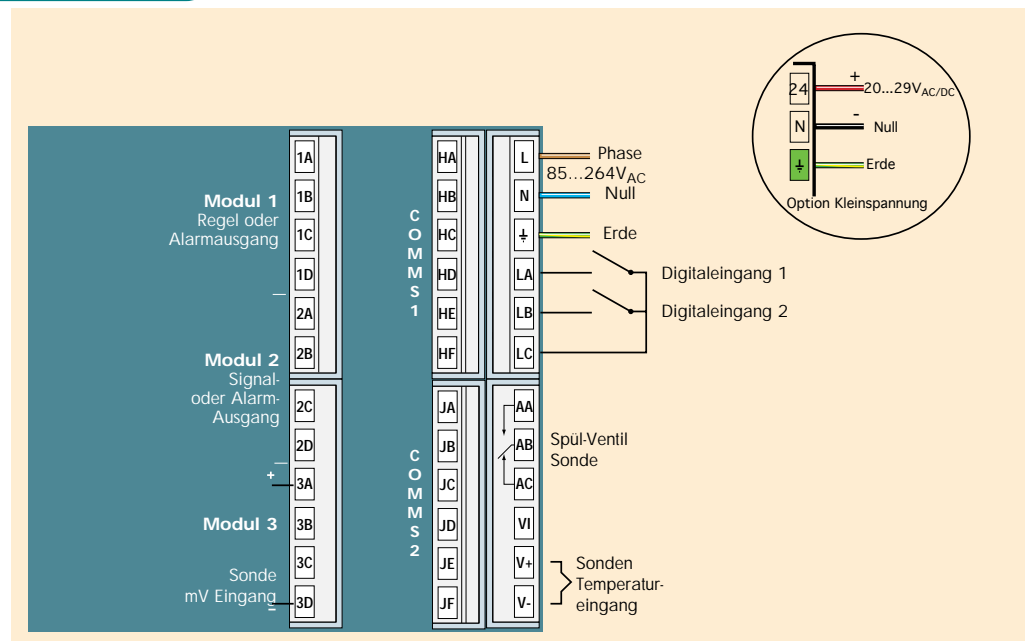 1A
1B
1C
1D
2A
2B
2C
2D
3A
3B
3C
3D
Modul 1
Regel oder
Alarmausgang
Modul 2
Signal-
oder Alarm-
Ausgang
+
Modul 3
Sonde
mV Eingang
-
COMMS1
HA
HB
HC
HD
HE
HF
COMMS2
JA
JB
JC
JD
JE
JF
L
N
LA
LB
LC
AA
AB
AC
VI
V+
V-
Phase
85...264VAC
Null
Erde
Digitaleingang 1
Digitaleingang 2
Spül-Ventil
Sonde
Sonden
Temperatur-
eingang
24
+
20...29VAC/DC
N
-
Null
Erde
Option Kleinspannung